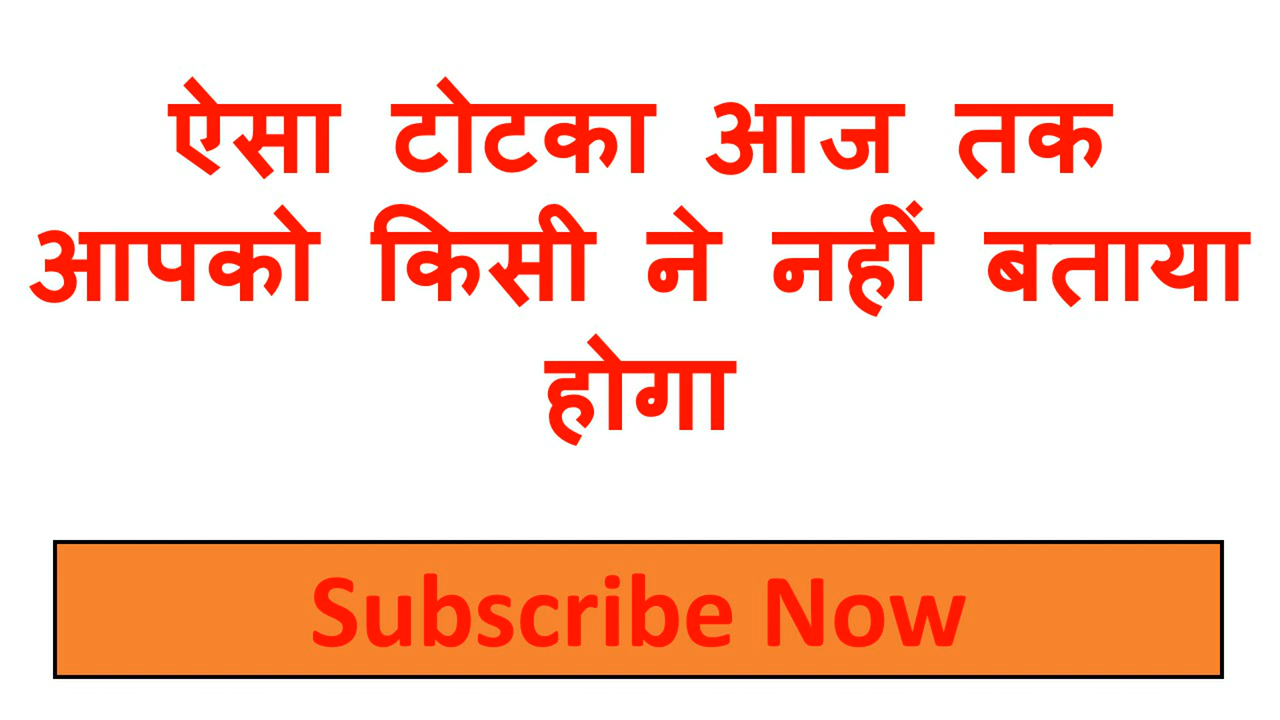 ऐसा टोटका आज तक
आपको किसी ने नहीं बताया
होगा
Subscribe Now